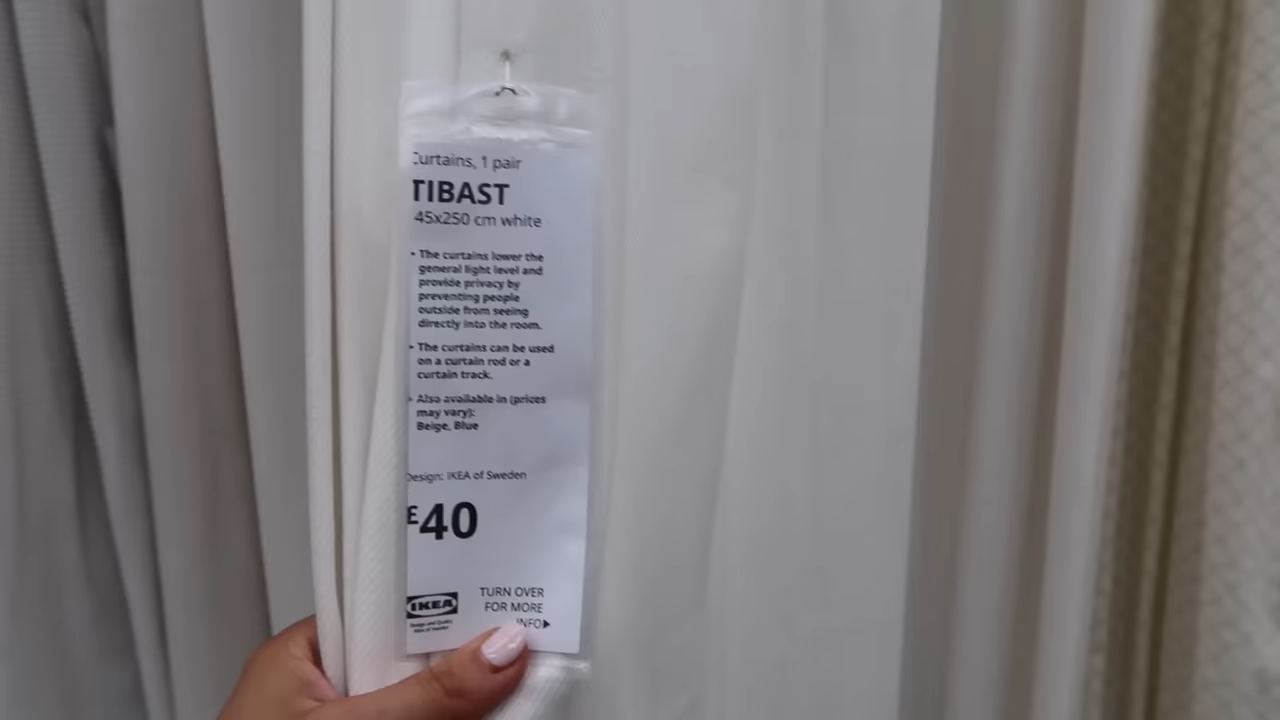 Curtains, 1 pair
TIBAST
45x250 cm white
• The curtains lower the
general light level and
provide privacy by
preventing people
outside from seeing
directly into the room.
• The curtains can be used
on a curtain rod or a
curtain track.
• Also available in (prices
may vary):
Beige, Blue
Design: IKEA of Sweden
£40
IKEA
Design and Quality
IKEA of Sweden
TURN OVER
FOR MORE
INFO▶